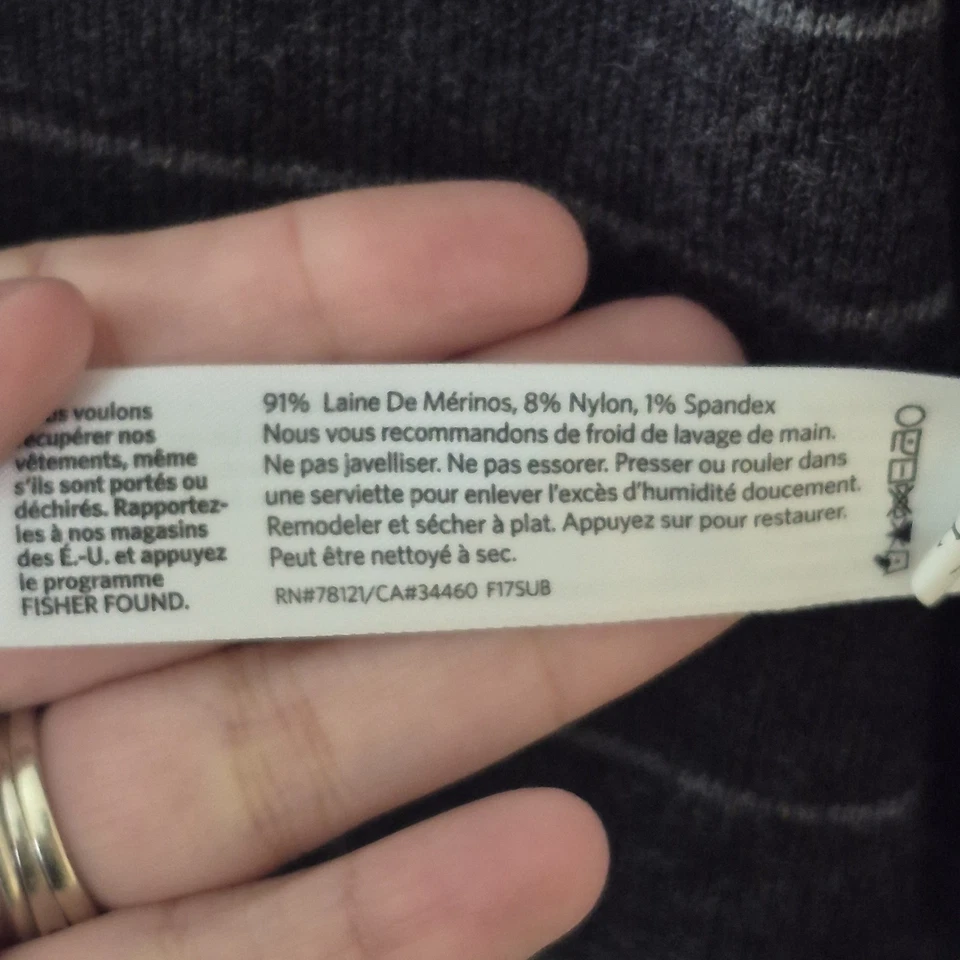 voulons
récupérer nos
vêtements, même
s'ils sont portés ou
déchirés. Rapportez-
les à nos magasins
des É.-U. et appuyez
le programme
FISHER FOUND.
91% Laine De Mérinos, 8% Nylon, 1% Spandex
Nous vous recommandons de froid de lavage de main.
Ne pas javelliser. Ne pas essorer. Presser ou rouler dans
une serviette pour enlever l'excès d'humidité doucement.
Remodeler et sécher à plat. Appuyez sur pour restaurer.
Peut être nettoyé à sec.
RN#78121/CA#34460 F17SUB